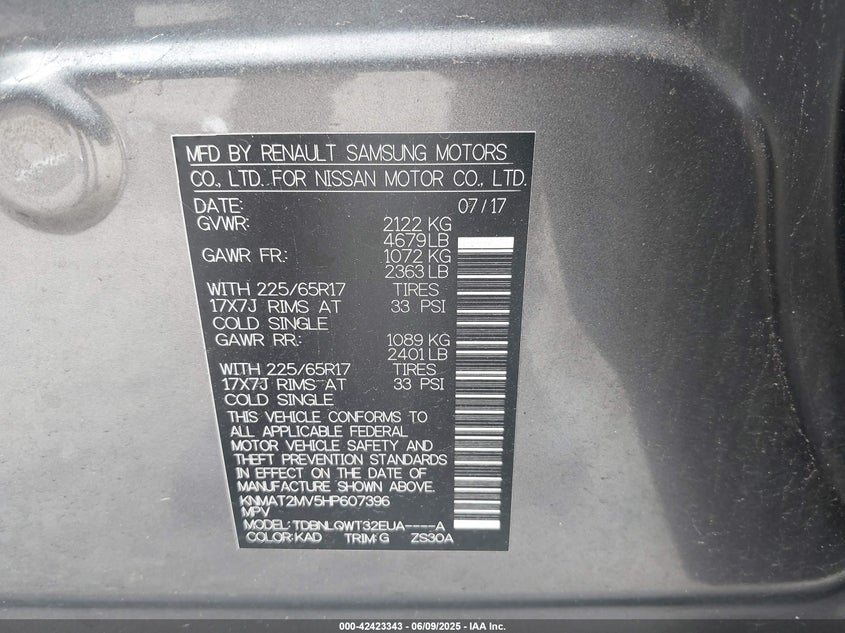 MFD BY RENAULT SAMSUNG MOTORS
CO., LTD. FOR NISSAN MOTOR CO., LTD.
DATE: 07/17
GVWR: 2122 KG
4679 LB
GAWR FR.: 1072 KG
2363 LB
WITH 225/65R17 TIRES
17X7J RIMS AT 33 PSI
COLD SINGLE
GAWR RR.: 1089 KG
2401 LB
WITH 225/65R17 TIRES
17X7J RIMS AT 33 PSI
COLD SINGLE
THIS VEHICLE CONFORMS TO
ALL APPLICABLE FEDERAL
MOTOR VEHICLE SAFETY AND
THEFT PREVENTION STANDARDS
IN EFFECT ON THE DATE OF
MANUFACTURE SHOWN ABOVE.
KNMAT2MV5HP607396
MPV
MODEL: TDBNLQWT32EUA----A
COLOR: KAD TRIM: G ZS30A
000-42423343 - 06/09/2025 - IAA Inc.